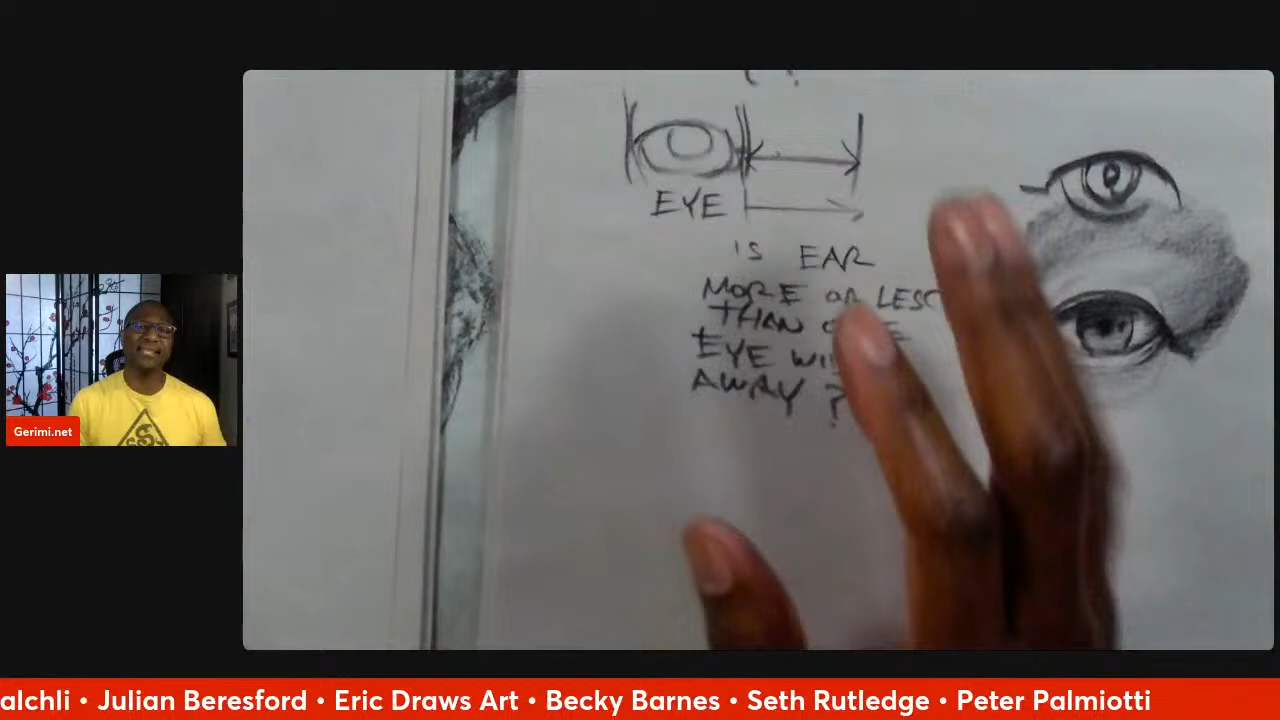 EYE
IS EAR
MORE OR LESS
THAN
EYE
AWAY ?
Gerimi.net
alchli • Julian Beresford • Eric Draws Art • Becky Barnes • Seth Rutledge • Peter Palmiotti